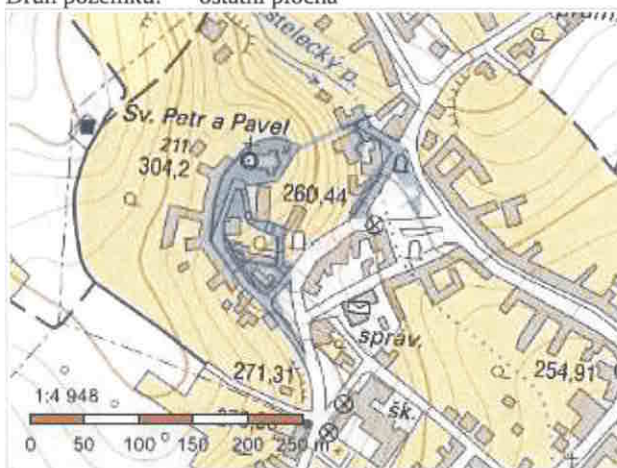 Druh pozemku: ostatní plocha
stelecký p.
Sv. Petr a Pavel
211
304,2
260,44
správ.
271,31
254,91
1:4 948
šk.
0 50 100 150 200 250 m